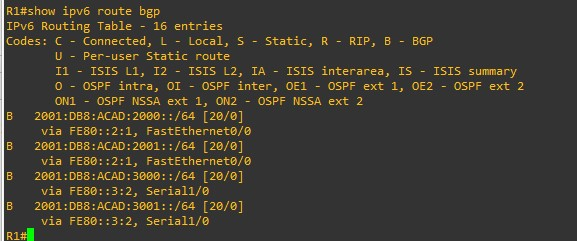 R1#show ipv6 route bgp
IPv6 Routing Table - 16 entries
Codes: C - Connected, L - Local, S - Static, R - RIP, B - BGP
       U - Per-user Static route
       I1 - ISIS L1, I2 - ISIS L2, IA - ISIS interarea, IS - ISIS summary
       O - OSPF intra, OI - OSPF inter, OE1 - OSPF ext 1, OE2 - OSPF ext 2
       ON1 - OSPF NSSA ext 1, ON2 - OSPF NSSA ext 2
B   2001:DB8:ACAD:2000::/64 [20/0]
     via FE80::2:1, FastEthernet0/0
B   2001:DB8:ACAD:2001::/64 [20/0]
     via FE80::2:1, FastEthernet0/0
B   2001:DB8:ACAD:3000::/64 [20/0]
     via FE80::3:2, Serial1/0
B   2001:DB8:ACAD:3001::/64 [20/0]
     via FE80::3:2, Serial1/0
R1#